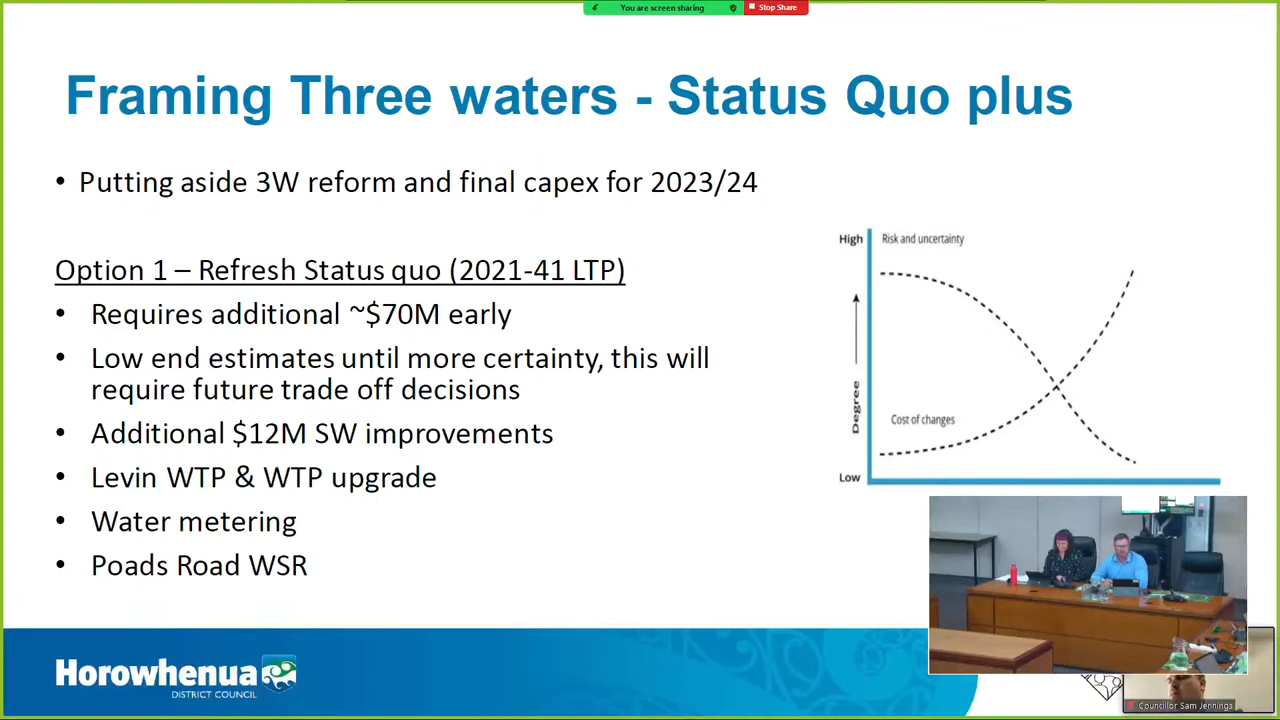 You are screen sharing
Stop Share
Framing Three waters - Status Quo plus
• Putting aside 3W reform and final capex for 2023/24
Option 1 – Refresh Status quo (2021-41 LTP)
• Requires additional ~$70M early
• Low end estimates until more certainty, this will
require future trade off decisions
• Additional $12M SW improvements
• Levin WTP & WTP upgrade
• Water metering
• Poads Road WSR
High
Risk and uncertainty
Degree
Cost of changes
Low
Horowhenua
DISTRICT COUNCIL
Councillor Sam Jennings